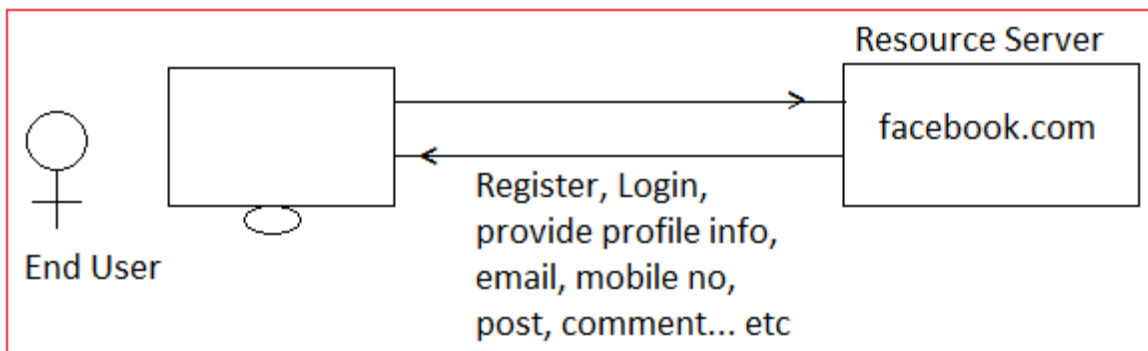 Resource Server
facebook.com
Register, Login,
provide profile info,
email, mobile no,
post, comment... etc
End User